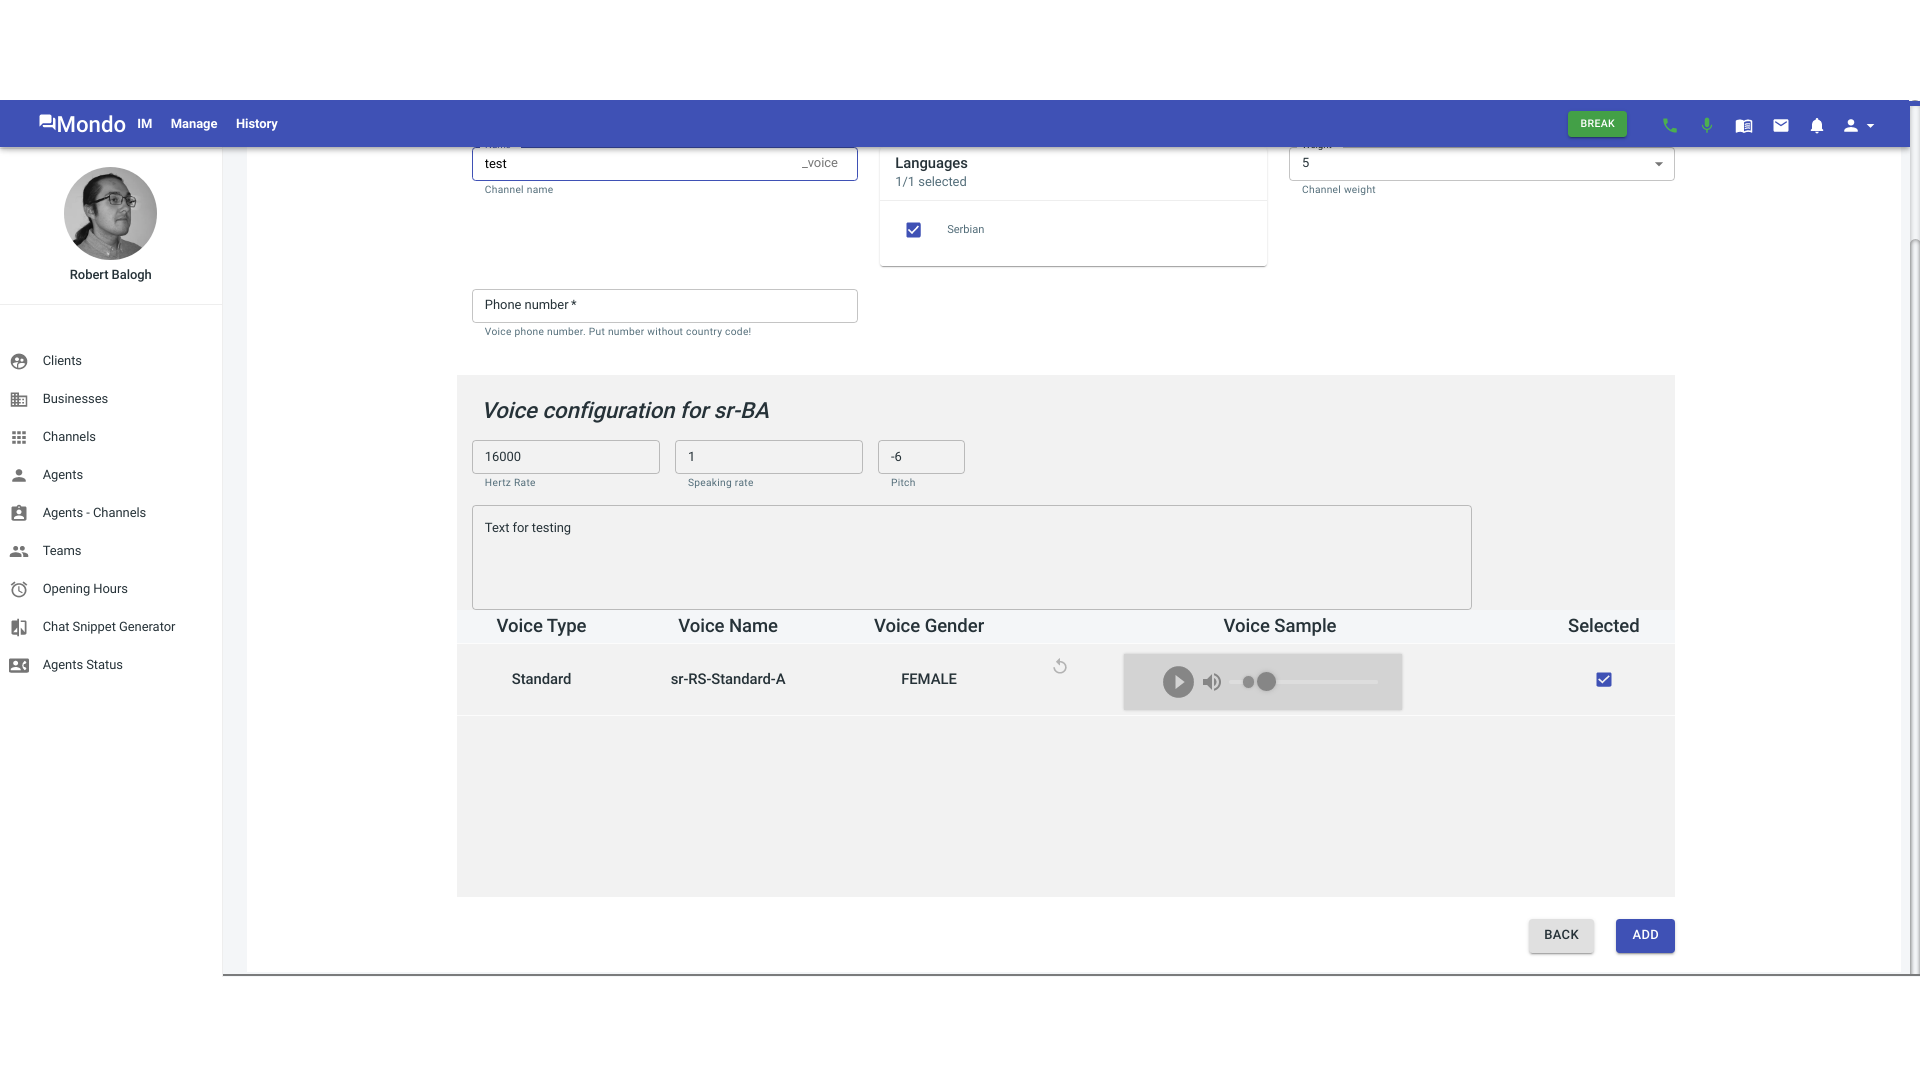 Mondo IM Manage History BREAK
test _voice
Channel name
Languages
1/1 selected
Serbian
5
Channel weight
Robert Balogh
Phone number *
Voice phone number. Put number without country code!
Clients
Businesses
Channels
Agents
Agents - Channels
Teams
Opening Hours
Chat Snippet Generator
Agents Status
Voice configuration for sr-BA
16000 1 -6
Hertz Rate Speaking rate Pitch
Text for testing
Voice Type Voice Name Voice Gender Voice Sample Selected
Standard sr-RS-Standard-A FEMALE
BACK ADD